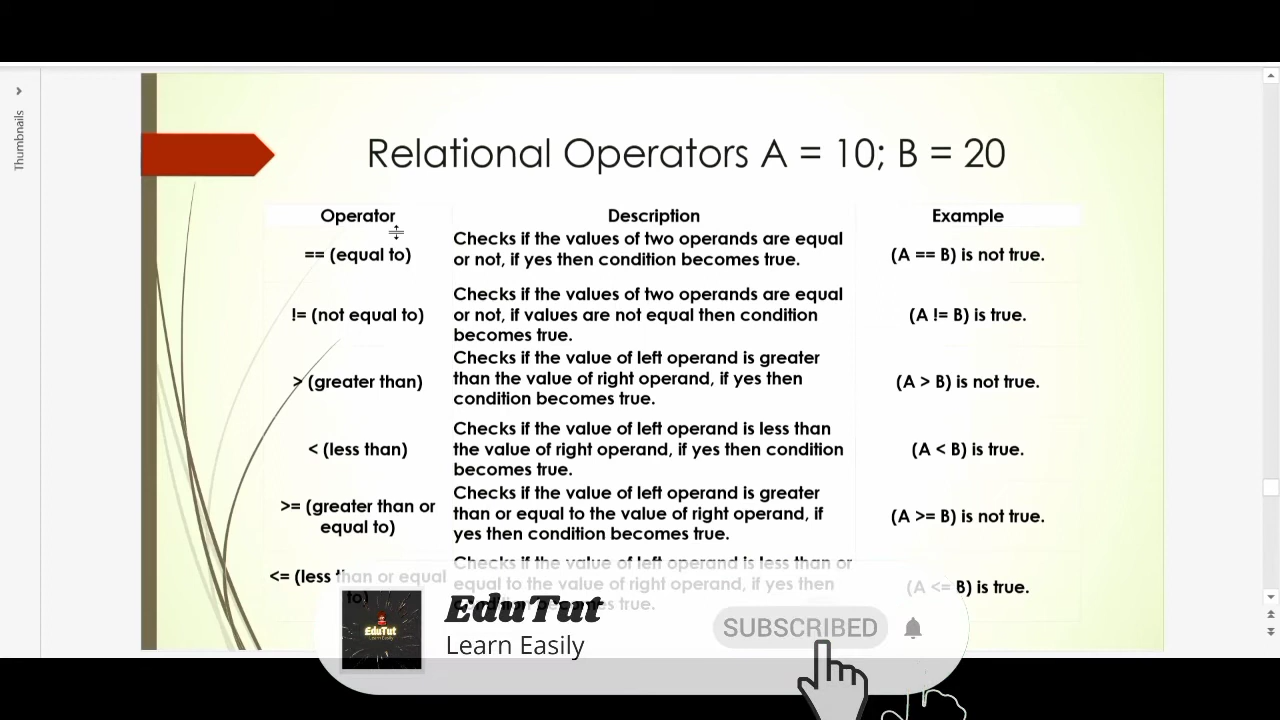 Thumbnails
Relational Operators A = 10; B = 20
Operator
Description
Example
== (equal to)
Checks if the values of two operands are equal
or not, if yes then condition becomes true.
(A == B) is not true.
!= (not equal to)
Checks if the values of two operands are equal
or not, if values are not equal then condition
becomes true.
(A != B) is true.
> (greater than)
Checks if the value of left operand is greater
than the value of right operand, if yes then
condition becomes true.
(A > B) is not true.
< (less than)
Checks if the value of left operand is less than
the value of right operand, if yes then condition
becomes true.
(A < B) is true.
>= (greater than or
equal to)
Checks if the value of left operand is greater
than or equal to the value of right operand, if
yes then condition becomes true.
(A >= B) is not true.
<= (less than or equal
to)
Checks if the value of left operand is less than or
equal to the value of right operand, if yes then
condition becomes true.
(A <= B) is true.
EduTut
Learn Easily
EduTut
Learn Easily
SUBSCRIBED